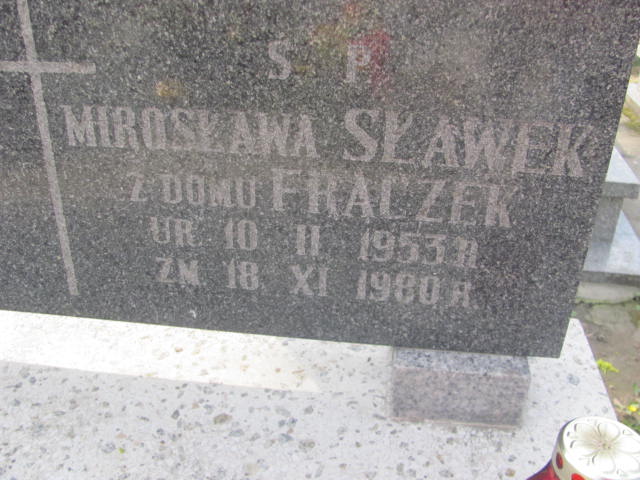 Ś P
MIROSŁAWA SŁAWEK
Z DOMU FRĄCZEK
UR 10 II 1953 R
ZM 18 XI 1980 R